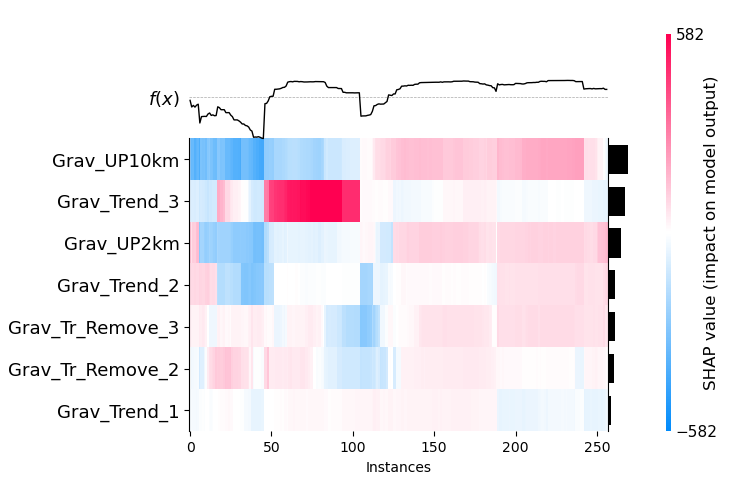 582
f(x)
Grav_UP10km
Grav_Trend_3
Grav_UP2km
Grav_Trend_2
Grav_Tr_Remove_3
Grav_Tr_Remove_2
Grav_Trend_1
0 50 100 150 200 250
Instances
SHAP value (impact on model output)
−582